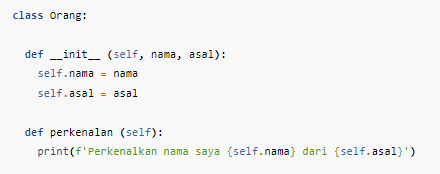 class Orang:
def __init__ (self, nama, asal):
self.nama = nama
self.asal = asal
def perkenalan (self):
print(f'Perkenalkan nama saya {self.nama} dari {self.asal}')